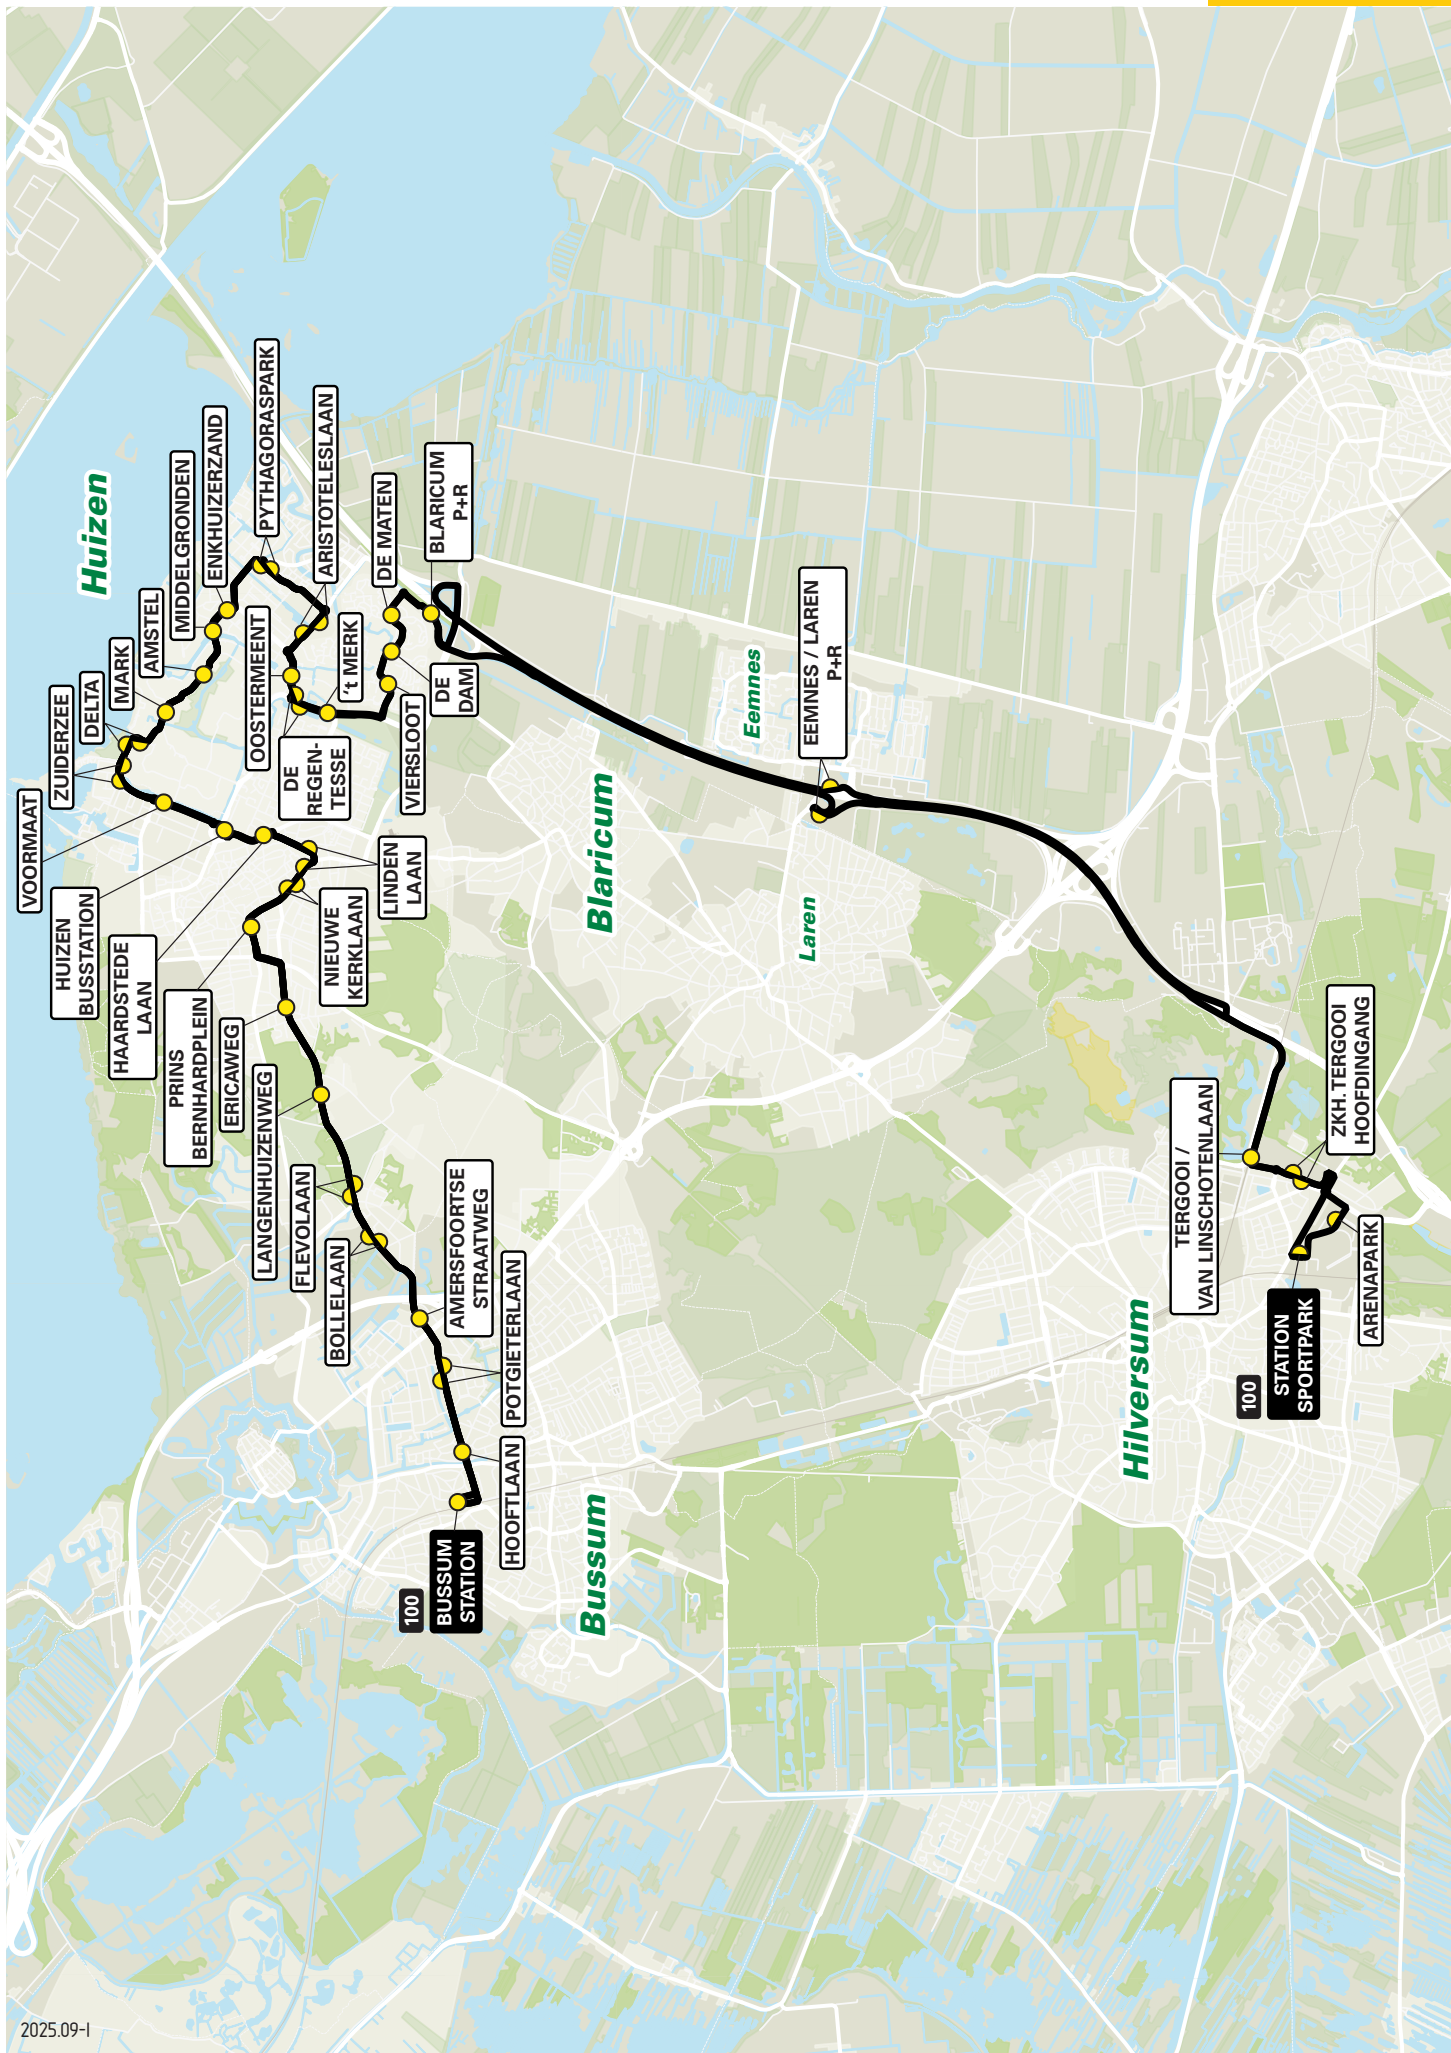 Huizen
VOORMAAT
ZUIDERZEE
DELTA
MARK
AMSTEL
MIDDELGRONDEN
ENKHUIZERZAND
PYTHAGORASPARK
ARISTOTELESLAAN
OOSTERMEENT
DE
REGEN-
TESSE
't MERK
VIERSLOOT
DE MATEN
DE
DAM
BLARICUM
P+R
HUIZEN
BUSSTATION
HAARDSTEDE
LAAN
LINDEN
LAAN
NIEUWE
KERKLAAN
PRINS
BERNHARDPLEIN
ERICAWEG
LANGENHUIZENWEG
FLEVOLAAN
BOLLELAAN
AMERSFOORTSE
STRAATWEG
POTGIETERLAAN
HOOFTLAAN
100
BUSSUM
STATION
Bussum
Blaricum
Eemnes
Laren
EEMNES / LAREN
P+R
Hilversum
TERGOOI /
VAN LINSCHOTENLAAN
ZKH. TERGOOI
HOOFDINGANG
ARENAPARK
100
STATION
SPORTPARK
2025.09-I